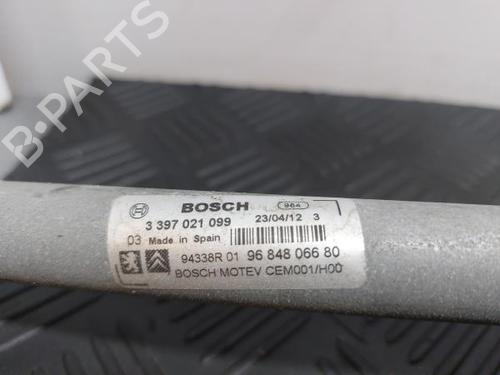 B-PARTS
BOSCH 964
3 397 021 099 23/04/12 3
03 Made in Spain
94338R 01 96 848 066 80
BOSCH MOTEV CEM001/H00